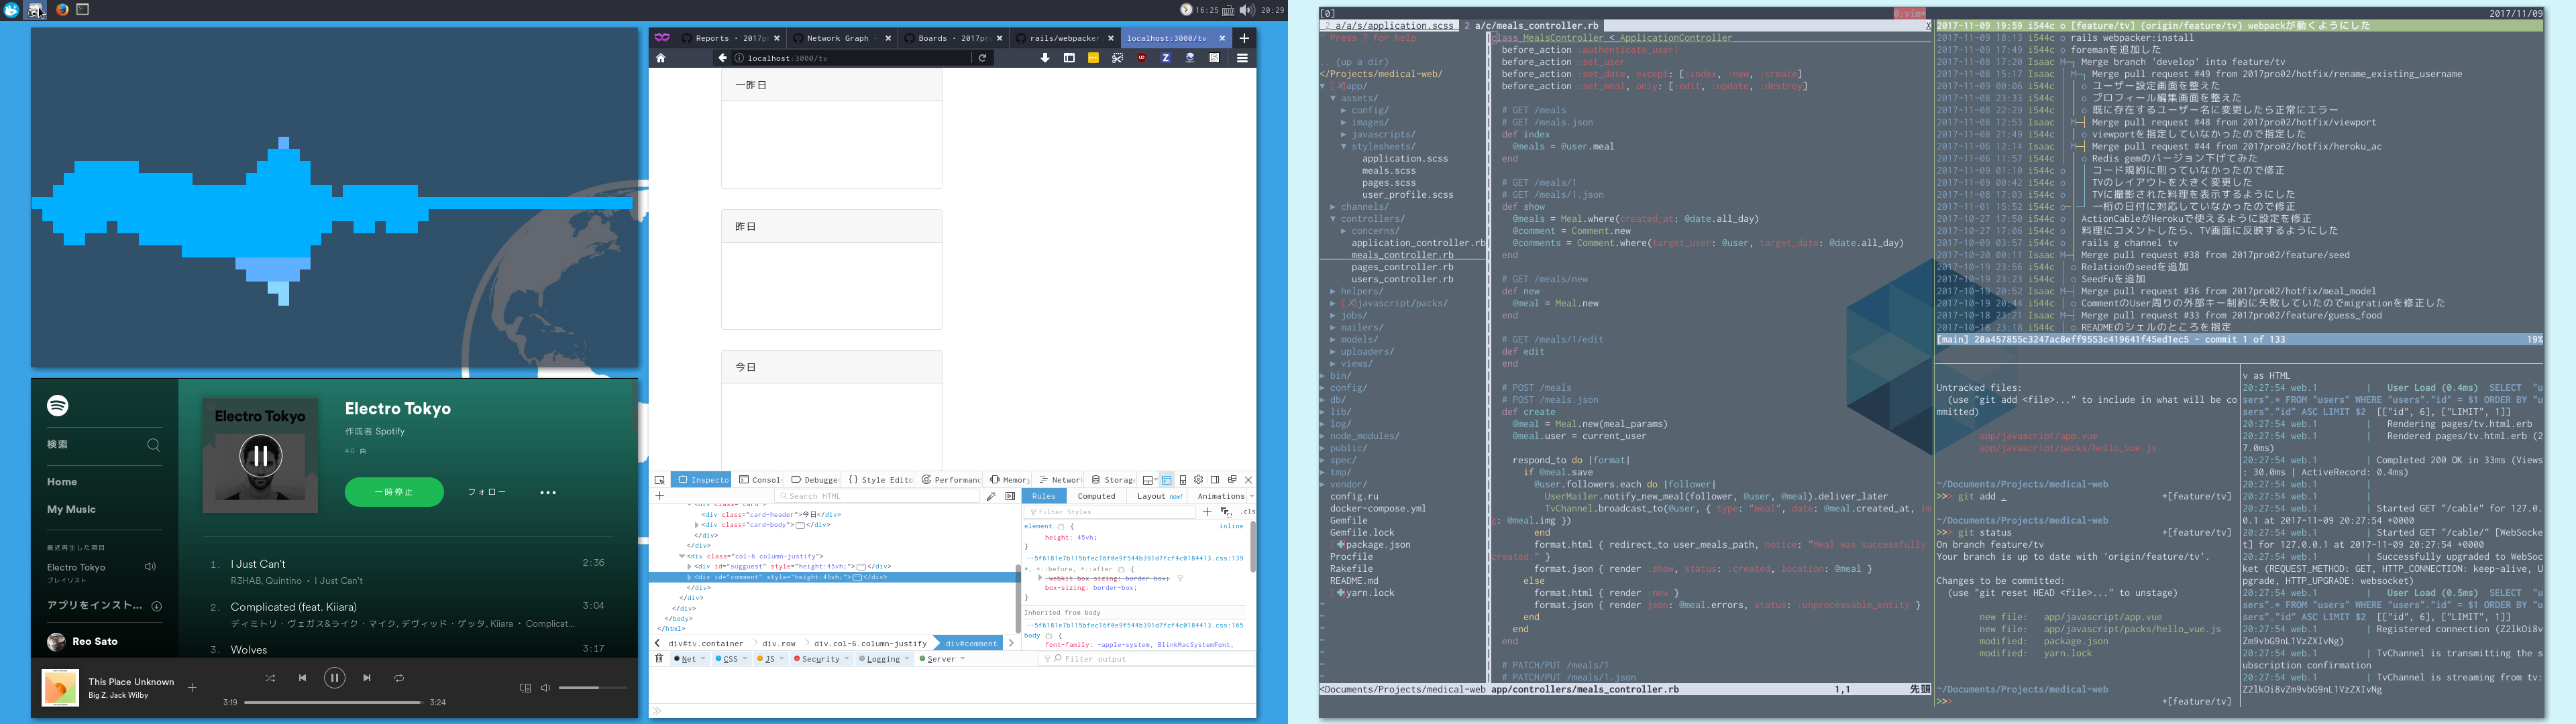 16:25
20:29
Reports · 2017p
Network Graph ·
Boards · 2017pr
rails/webpacker
localhost:3000/tv
localhost:3000/tv
一昨日
昨日
今日
Inspecto
Consol
Debugge
{ } Style Edito
Performanc
Memory
Networ
Storag
Search HTML
Rules
Computed
Layout new!
Animations
Filter Styles
.cls
<div class="card-header">今日</div>
<div class="card-body"></div>
</div>
</div>
<div class="col-6 column-justify">
<div id="sugguest" style="height:45vh;"></div>
<div id="comment" style="height:45vh;"></div>
</div>
</div>
</div>
</body>
</html>
element {
inline
height: 45vh;
}
*, *::before, *::after {
-webkit-box-sizing: border-box;
box-sizing: border-box;
}
Inherited from body
body {
font-family: -apple-system, BlinkMacSystemFont,
div#tv.container
div.row
div.col-6.column-justify
div#comment
Net
CSS
JS
Security
Logging
Server
Filter output
検索
Home
My Music
最近再生した項目
Electro Tokyo
プレイリスト
アプリをインスト...
Reo Sato
Electro Tokyo
Electro Tokyo
作成者 Spotify
40 曲
一時停止
フォロー
1. I Just Can't 2:36
R3HAB, Quintino • I Just Can't
2. Complicated (feat. Kiiara) 3:04
ディミトリ・ヴェガス&ライク・マイク, デヴィッド・ゲッタ, Kiiara • Complicat...
3. Wolves 3:17
This Place Unknown
Big Z, Jack Wilby
3:19
3:24
[0]
0:vim*
2017/11/09
2 a/a/s/application.scss
2 a/c/meals_controller.rb
X
Press ? for help
.. (up a dir)
</Projects/medical-web/
▼ [✗]app/
▼ assets/
▶ config/
▶ images/
▶ javascripts/
▼ stylesheets/
application.scss
meals.scss
pages.scss
user_profile.scss
▶ channels/
▼ controllers/
▶ concerns/
application_controller.rb
meals_controller.rb
pages_controller.rb
users_controller.rb
▶ helpers/
▶ [✗]javascript/packs/
▶ jobs/
▶ mailers/
▶ models/
▶ uploaders/
▶ views/
▶ bin/
▶ config/
▶ db/
▶ lib/
▶ log/
▶ node_modules/
▶ public/
▶ spec/
▶ tmp/
▶ vendor/
config.ru
docker-compose.yml
Gemfile
Gemfile.lock
[✚]package.json
Procfile
Rakefile
README.md
[✚]yarn.lock
<Documents/Projects/medical-web
class MealsController < ApplicationController
before_action :authenticate_user!
before_action :set_user
before_action :set_date, except: [:index, :new, :create]
before_action :set_meal, only: [:edit, :update, :destroy]
# GET /meals
# GET /meals.json
def index
@meals = @user.meal
end
# GET /meals/1
# GET /meals/1.json
def show
@meals = Meal.where(created_at: @date.all_day)
@comment = Comment.new
@comments = Comment.where(target_user: @user, target_date: @date.all_day)
end
# GET /meals/new
def new
@meal = Meal.new
end
# GET /meals/1/edit
def edit
end
# POST /meals
# POST /meals.json
def create
@meal = Meal.new(meal_params)
@meal.user = current_user
respond_to do |format|
if @meal.save
@user.followers.each do |follower|
UserMailer.notify_new_meal(follower, @user, @meal).deliver_later
TvChannel.broadcast_to(@user, { type: "meal", date: @meal.created_at, im
g: @meal.img })
end
format.html { redirect_to user_meals_path, notice: "Meal was successfully
created." }
format.json { render :show, status: :created, location: @meal }
else
format.html { render :new }
format.json { render json: @meal.errors, status: :unprocessable_entity }
end
end
end
# PATCH/PUT /meals/1
# PATCH/PUT /meals/1.json
app/controllers/meals_controller.rb 1,1 先頭
2017-11-09 19:59 i544c o [feature/tv] {origin/feature/tv} webpackが動くようにした
2017-11-09 18:13 i544c o rails webpacker:install
2017-11-09 17:49 i544c o foremanを追加した
2017-11-08 17:20 Isaac M─┐ Merge branch 'develop' into feature/tv
2017-11-08 15:17 Isaac │ M─┐ Merge pull request #49 from 2017pro02/hotfix/rename_existing_username
2017-11-09 00:06 i544c │ │ o ユーザー設定画面を整えた
2017-11-08 23:33 i544c │ │ o プロフィール編集画面を整えた
2017-11-08 22:29 i544c │ │ o 既に存在するユーザー名に変更したら正常にエラー
2017-11-08 12:53 Isaac │ M─┤ Merge pull request #48 from 2017pro02/hotfix/viewport
2017-11-08 21:49 i544c │ │ o viewportを指定していなかったので指定した
2017-11-06 12:14 Isaac │ M─┤ Merge pull request #44 from 2017pro02/hotfix/heroku_ac
2017-11-06 11:57 i544c │ │ o Redis gemのバージョン下げてみた
2017-11-09 01:10 i544c o │ │ コード規約に則っていなかったので修正
2017-11-09 00:42 i544c o │ │ TVのレイアウトを大きく変更した
2017-11-08 17:03 i544c o │ │ TVに撮影された料理を表示するようにした
2017-11-01 15:52 i544c o─┤ │ 一桁の日付に対応していなかったので修正
2017-10-27 17:50 i544c o │ ActionCableがHerokuで使えるように設定を修正
2017-10-27 17:06 i544c o │ 料理にコメントしたら、TV画面に反映するようにした
2017-10-09 03:57 i544c o │ rails g channel tv
2017-10-20 00:11 Isaac M─┤ Merge pull request #38 from 2017pro02/feature/seed
2017-10-19 23:56 i544c │ o Relationのseedを追加
2017-10-19 23:23 i544c │ o SeedFuを追加
2017-10-19 20:52 Isaac M─┤ Merge pull request #36 from 2017pro02/hotfix/meal_model
2017-10-19 20:44 i544c │ o CommentのUser周りの外部キー制約に失敗していたのでmigrationを修正した
2017-10-18 23:21 Isaac M─┤ Merge pull request #33 from 2017pro02/feature/guess_food
2017-10-18 23:18 i544c │ o READMEのシェルのところを指定
[main] 28a457855c3247ac8eff9553c419641f45ed1ec5 - commit 1 of 133 19%
Untracked files:
(use "git add <file>..." to include in what will be co
mmitted)
app/javascript/app.vue
app/javascript/packs/hello_vue.js
~/Documents/Projects/medical-web
>>> git add . +[feature/tv]
~/Documents/Projects/medical-web
>>> git status +[feature/tv]
On branch feature/tv
Your branch is up to date with 'origin/feature/tv'.
Changes to be committed:
(use "git reset HEAD <file>..." to unstage)
new file: app/javascript/app.vue
new file: app/javascript/packs/hello_vue.js
modified: package.json
modified: yarn.lock
~/Documents/Projects/medical-web
>>> +[feature/tv]
v as HTML
20:27:54 web.1 | User Load (0.4ms) SELECT "u
sers".* FROM "users" WHERE "users"."id" = $1 ORDER BY "u
sers"."id" ASC LIMIT $2 [["id", 6], ["LIMIT", 1]]
20:27:54 web.1 | Rendering pages/tv.html.erb
20:27:54 web.1 | Rendered pages/tv.html.erb (2
7.0ms)
20:27:54 web.1 | Completed 200 OK in 33ms (Views
: 30.0ms | ActiveRecord: 0.4ms)
20:27:54 web.1 |
20:27:54 web.1 |
20:27:54 web.1 | Started GET "/cable" for 127.0.
0.1 at 2017-11-09 20:27:54 +0000
20:27:54 web.1 | Started GET "/cable/" [WebSocke
t] for 127.0.0.1 at 2017-11-09 20:27:54 +0000
20:27:54 web.1 | Successfully upgraded to WebSoc
ket (REQUEST_METHOD: GET, HTTP_CONNECTION: keep-alive, U
pgrade, HTTP_UPGRADE: websocket)
20:27:54 web.1 | User Load (0.5ms) SELECT "u
sers".* FROM "users" WHERE "users"."id" = $1 ORDER BY "u
sers"."id" ASC LIMIT $2 [["id", 6], ["LIMIT", 1]]
20:27:54 web.1 | Registered connection (Z2lkOi8v
Zm9vbG9nL1VzZXIvNg)
20:27:54 web.1 | TvChannel is transmitting the s
ubscription confirmation
20:27:54 web.1 | TvChannel is streaming from tv:
Z2lkOi8vZm9vbG9nL1VzZXIvNg